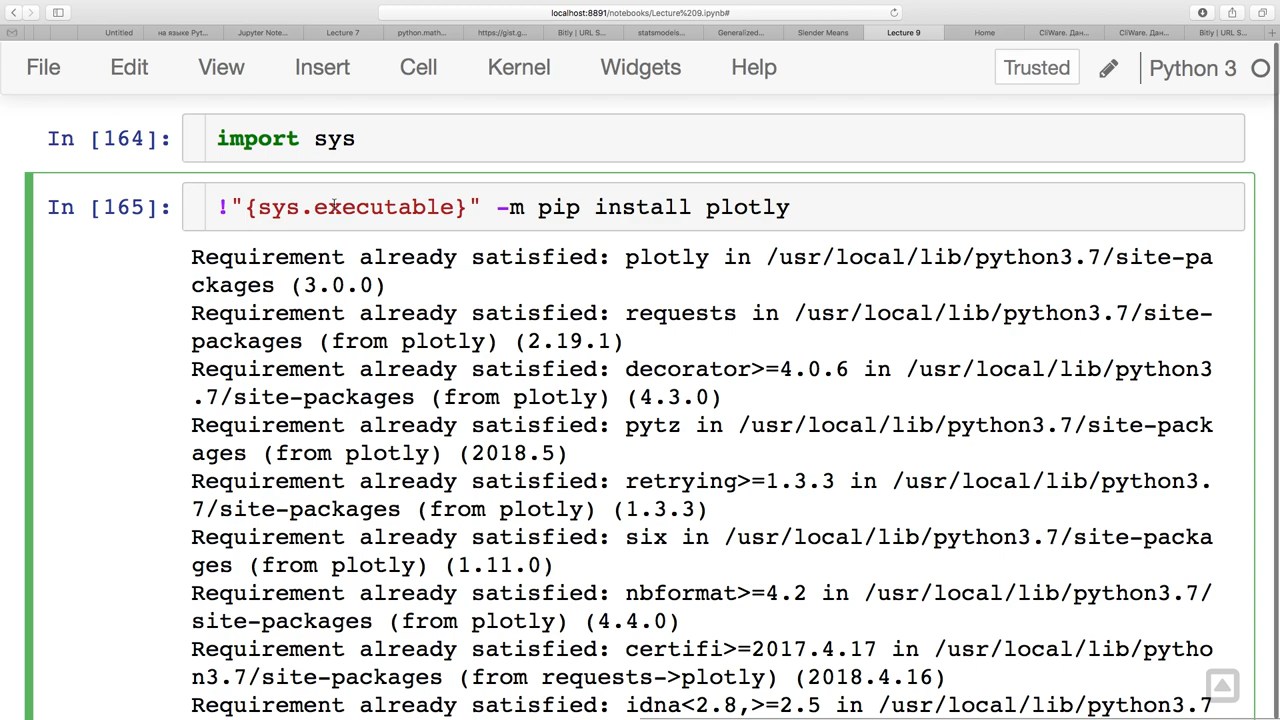 localhost:8891/notebooks/Lecture%209.ipynb#
Untitled
на языке Pyt...
Jupyter Note...
Lecture 7
python.math...
https://gist.g...
Bitly | URL S...
statsmodels...
Generalized...
Slender Means
Lecture 9
Home
CliWare. Дан...
CliWare. Дан...
Bitly | URL S...
File Edit View Insert Cell Kernel Widgets Help Trusted Python 3
In [164]: import sys
In [165]: !"{sys.executable}" -m pip install plotly
Requirement already satisfied: plotly in /usr/local/lib/python3.7/site-pa
ckages (3.0.0)
Requirement already satisfied: requests in /usr/local/lib/python3.7/site-
packages (from plotly) (2.19.1)
Requirement already satisfied: decorator>=4.0.6 in /usr/local/lib/python3
.7/site-packages (from plotly) (4.3.0)
Requirement already satisfied: pytz in /usr/local/lib/python3.7/site-pack
ages (from plotly) (2018.5)
Requirement already satisfied: retrying>=1.3.3 in /usr/local/lib/python3.
7/site-packages (from plotly) (1.3.3)
Requirement already satisfied: six in /usr/local/lib/python3.7/site-packa
ges (from plotly) (1.11.0)
Requirement already satisfied: nbformat>=4.2 in /usr/local/lib/python3.7/
site-packages (from plotly) (4.4.0)
Requirement already satisfied: certifi>=2017.4.17 in /usr/local/lib/pytho
n3.7/site-packages (from requests->plotly) (2018.4.16)
Requirement already satisfied: idna<2.8,>=2.5 in /usr/local/lib/python3.7